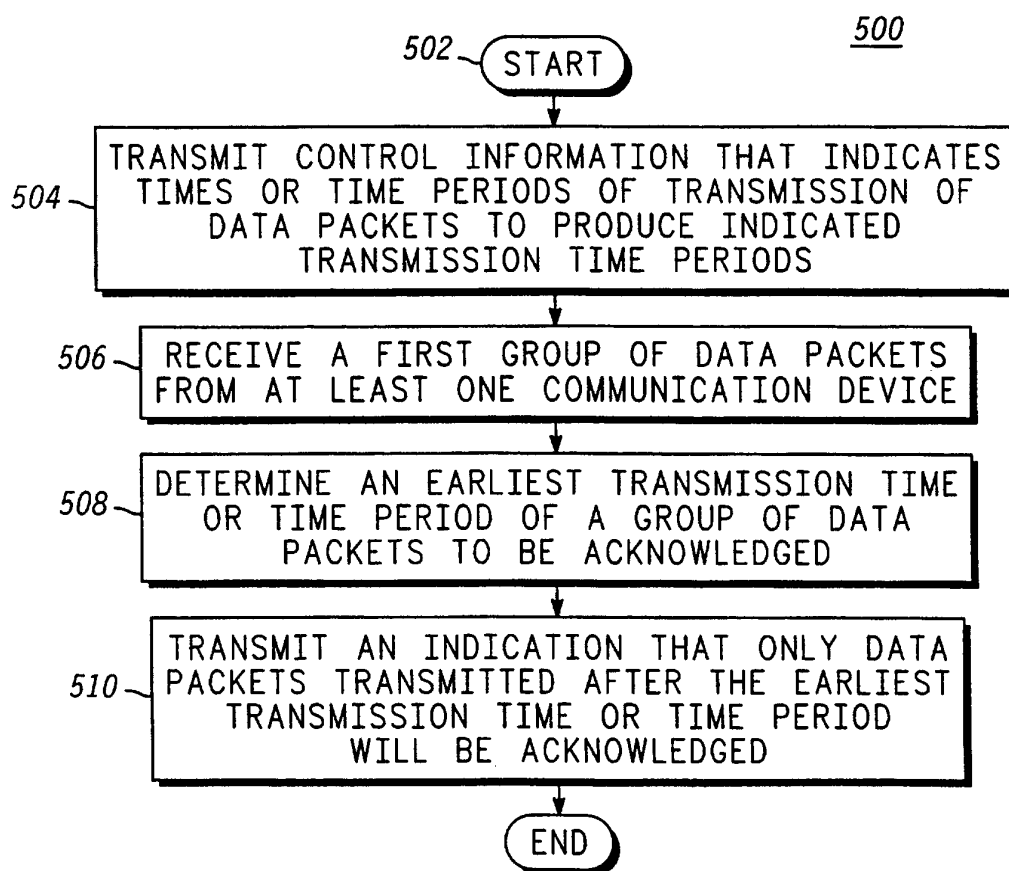 500
502
START
504
TRANSMIT CONTROL INFORMATION THAT INDICATES
TIMES OR TIME PERIODS OF TRANSMISSION OF
DATA PACKETS TO PRODUCE INDICATED
TRANSMISSION TIME PERIODS
506
RECEIVE A FIRST GROUP OF DATA PACKETS
FROM AT LEAST ONE COMMUNICATION DEVICE
508
DETERMINE AN EARLIEST TRANSMISSION TIME
OR TIME PERIOD OF A GROUP OF DATA
PACKETS TO BE ACKNOWLEDGED
510
TRANSMIT AN INDICATION THAT ONLY DATA
PACKETS TRANSMITTED AFTER THE EARLIEST
TRANSMISSION TIME OR TIME PERIOD
WILL BE ACKNOWLEDGED
END